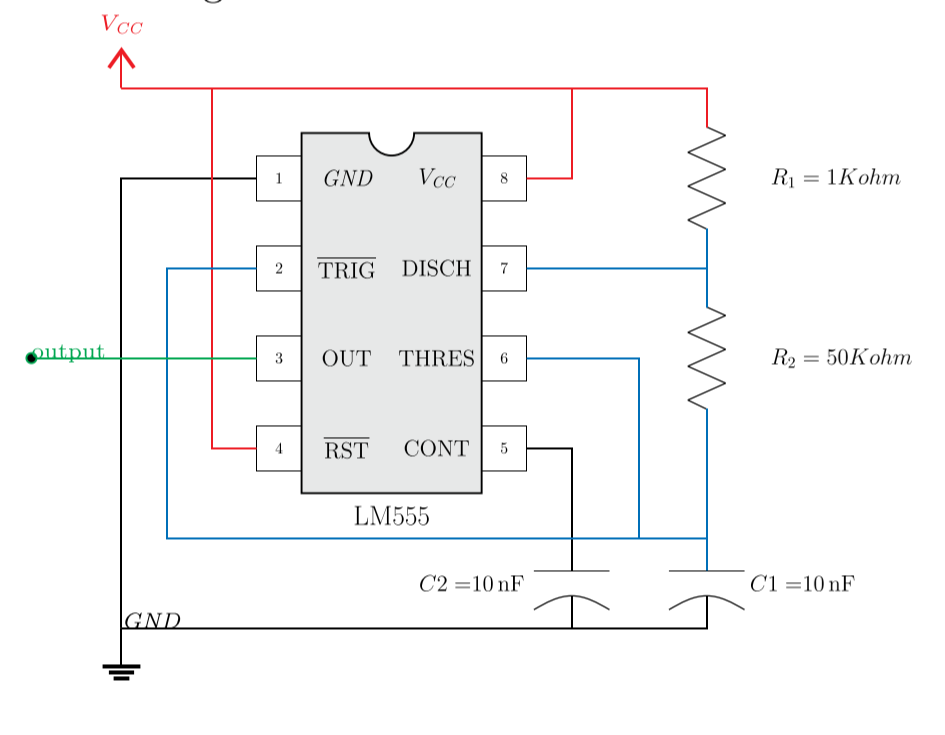 V_CC
1 GND V_CC 8
R_1 = 1Kohm
2 TRIG DISCH 7
output
3 OUT THRES 6
R_2 = 50Kohm
4 RST CONT 5
LM555
C2 =10 nF
C1 =10 nF
GND